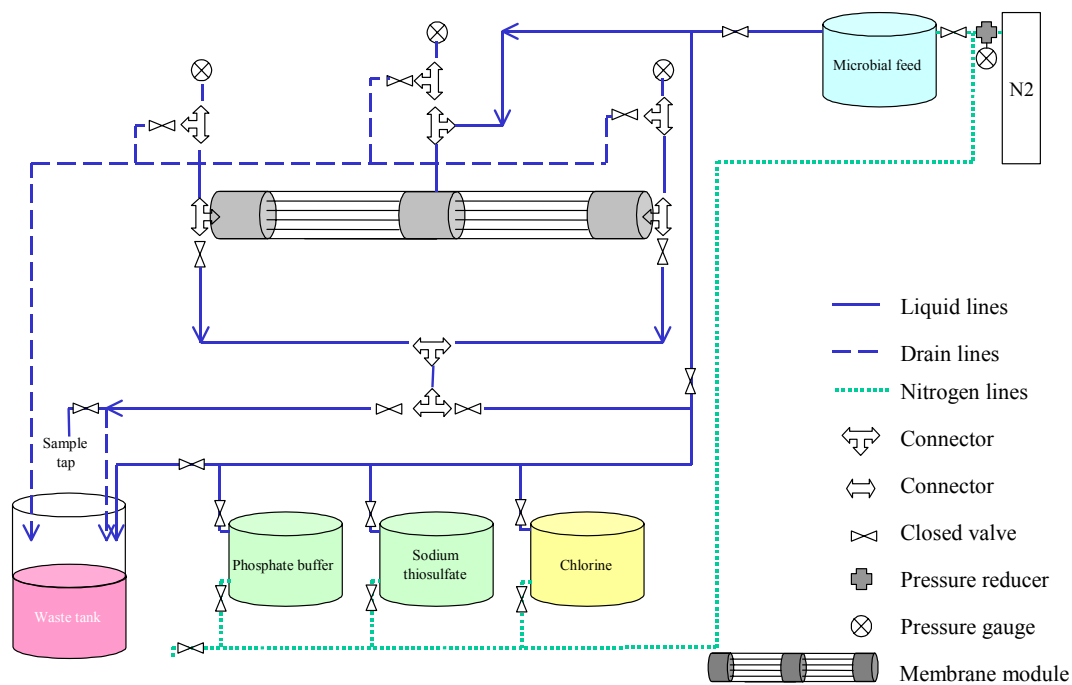 Microbial feed
N2
Liquid lines
Drain lines
Nitrogen lines
Connector
Connector
Closed valve
Pressure reducer
Pressure gauge
Membrane module
Sample
tap
Phosphate buffer
Sodium
thiosulfate
Chlorine
Waste tank